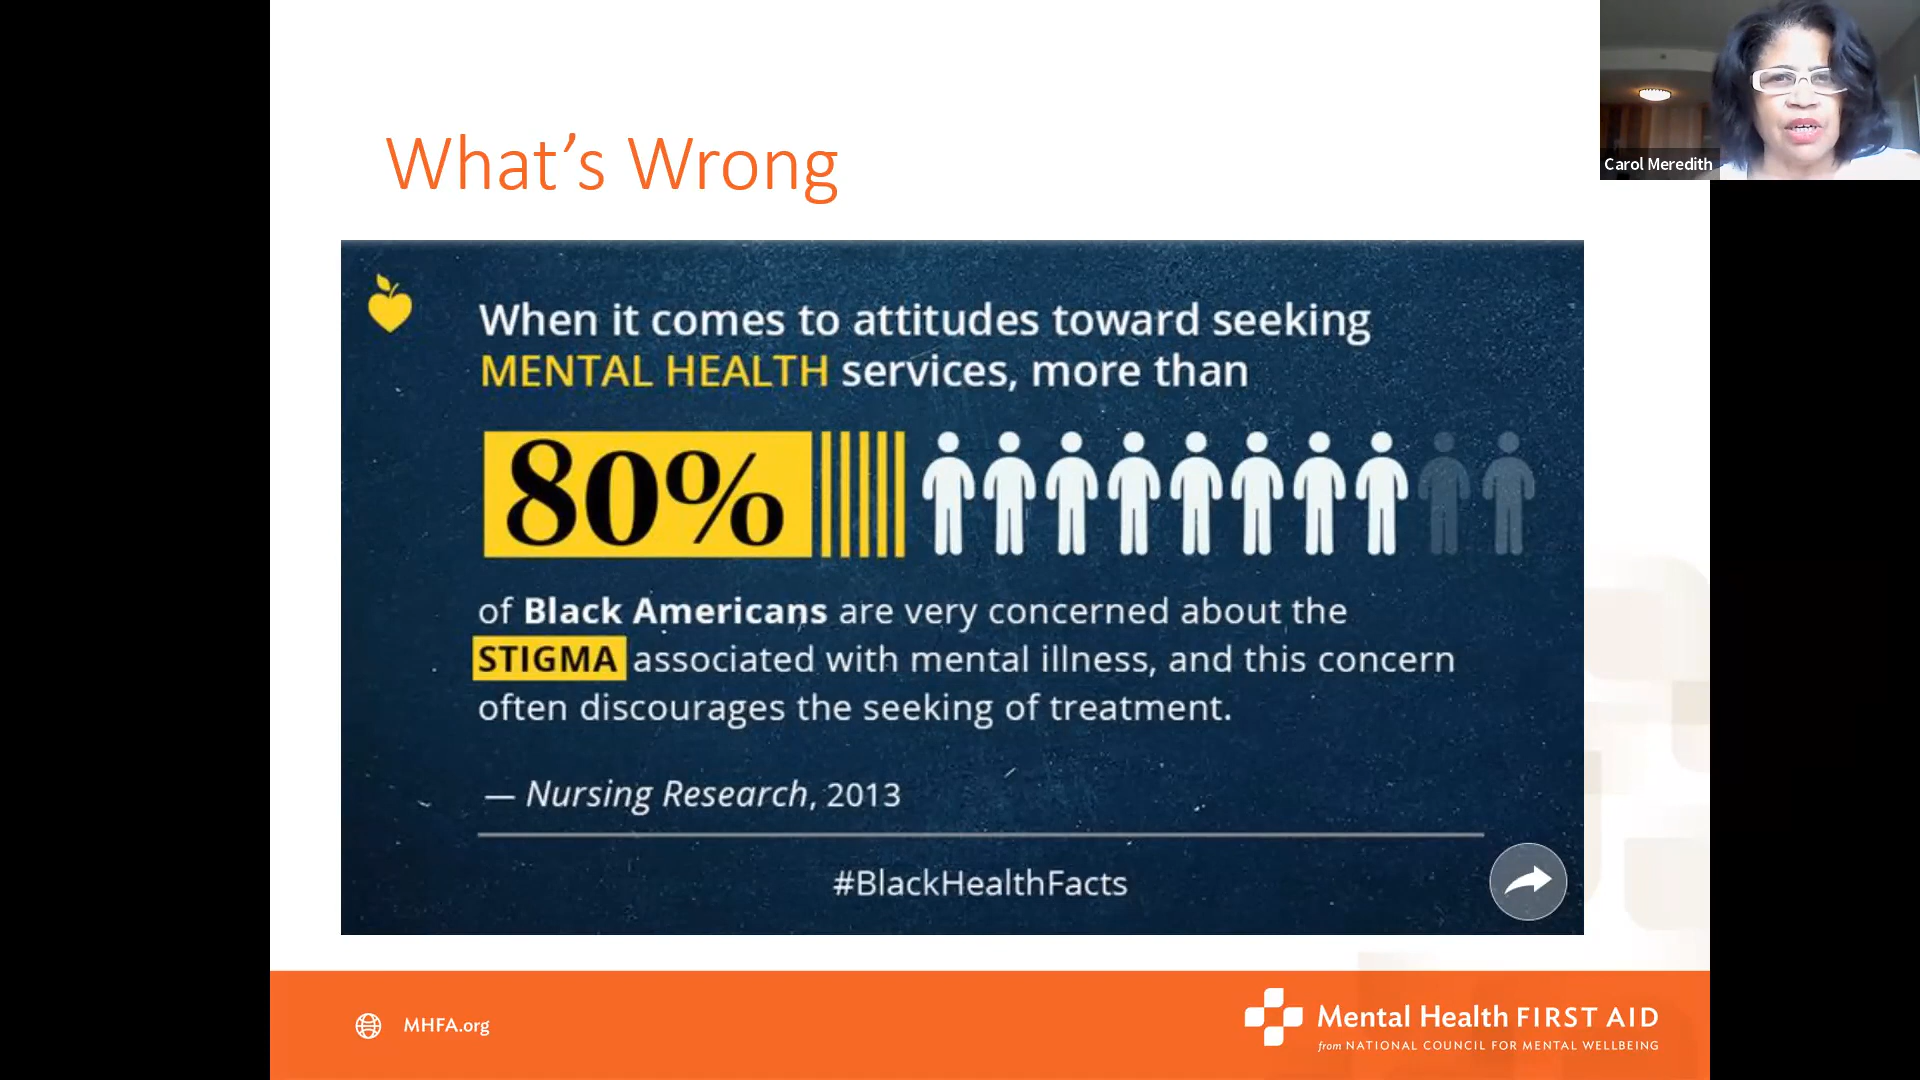 What's Wrong
Carol Meredith
When it comes to attitudes toward seeking
MENTAL HEALTH services, more than
80%
of Black Americans are very concerned about the
STIGMA associated with mental illness, and this concern
often discourages the seeking of treatment.
— Nursing Research, 2013
#BlackHealthFacts
MHFA.org
Mental Health FIRST AID
from NATIONAL COUNCIL FOR MENTAL WELLBEING